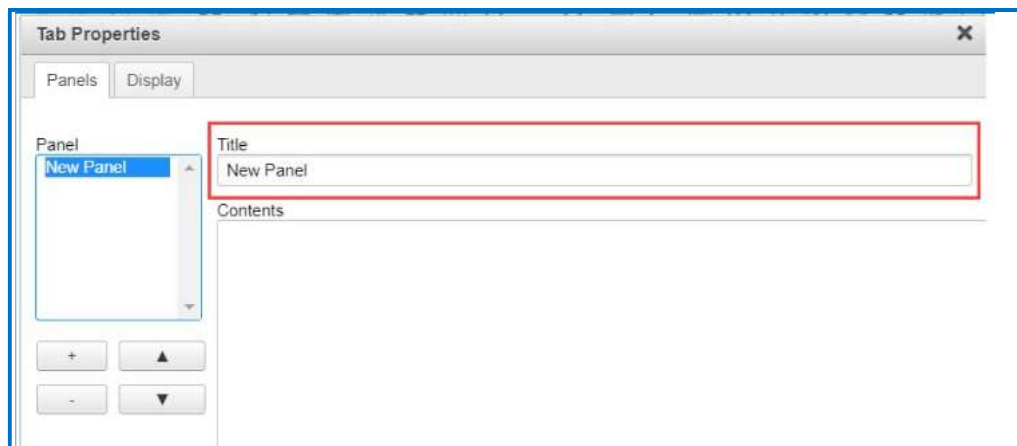 Tab Properties
Panels Display
Panel
New Panel
Title
New Panel
Contents
+
-